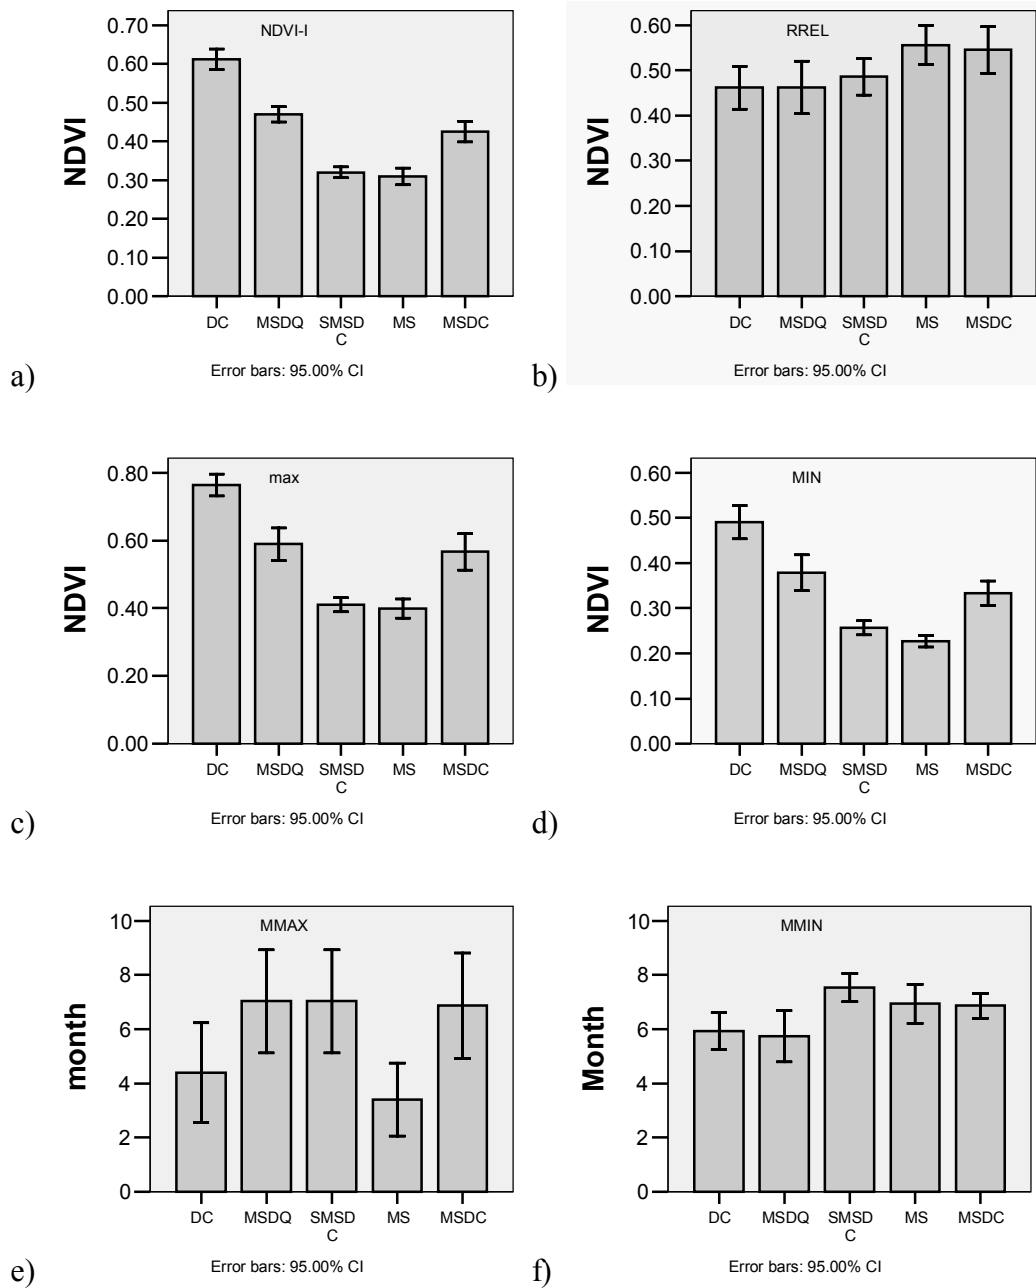 NDVI-I
0.70
0.60
0.50
0.40
0.30
0.20
0.10
0.00
NDVI
DC MSDQ SMSD MS MSDC
C
Error bars: 95.00% CI
a)
RREL
0.60
0.50
0.40
0.30
0.20
0.10
0.00
NDVI
DC MSDQ SMSD MS MSDC
C
Error bars: 95.00% CI
b)
max
0.80
0.60
0.40
0.20
0.00
NDVI
DC MSDQ SMSD MS MSDC
C
Error bars: 95.00% CI
c)
MIN
0.60
0.50
0.40
0.30
0.20
0.10
0.00
NDVI
DC MSDQ SMSD MS MSDC
C
Error bars: 95.00% CI
d)
MMAX
10
8
6
4
2
0
month
DC MSDQ SMSD MS MSDC
C
Error bars: 95.00% CI
e)
MMIN
10
8
6
4
2
0
Month
DC MSDQ SMSD MS MSDC
C
Error bars: 95.00% CI
f)